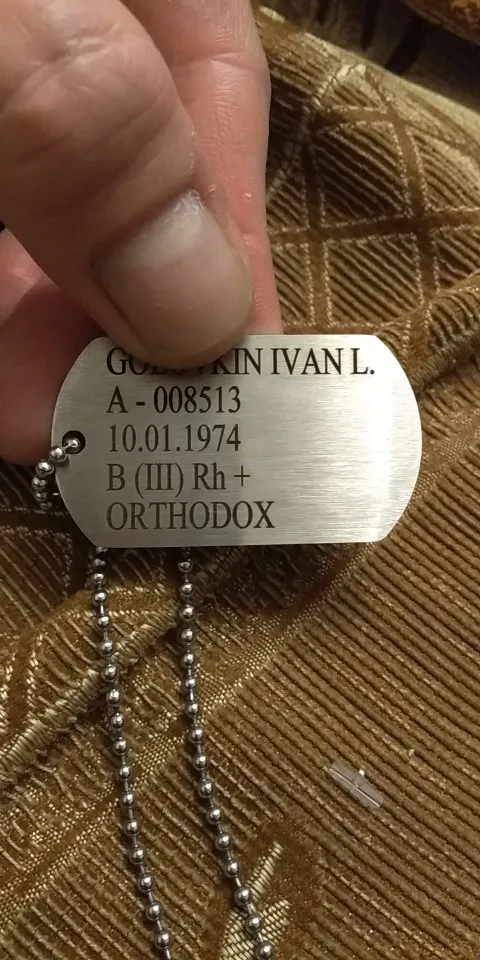 IVAN L.
A - 008513
10.01.1974
B (III) Rh +
ORTHODOX